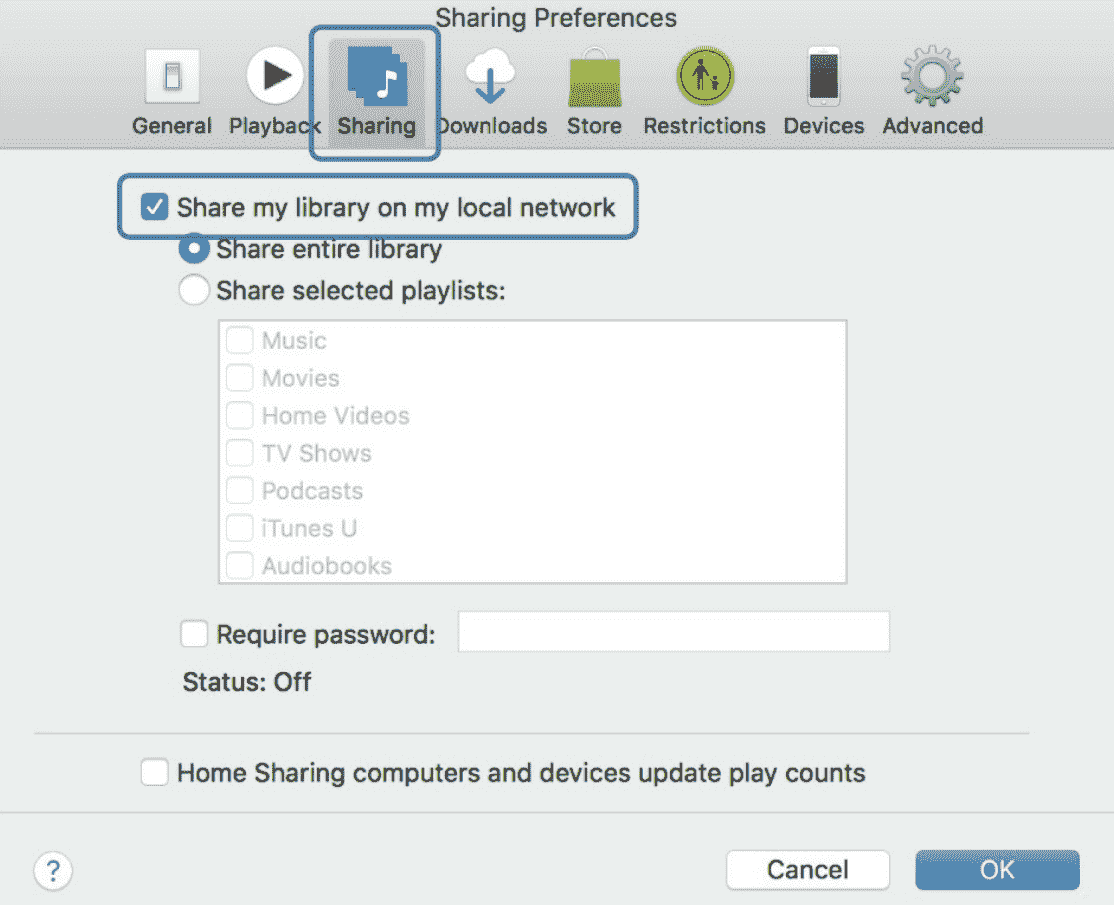 Sharing Preferences
General Playback Sharing Downloads Store Restrictions Devices Advanced
Share my library on my local network
Share entire library
Share selected playlists:
Music
Movies
Home Videos
TV Shows
Podcasts
iTunes U
Audiobooks
Require password:
Status: Off
Home Sharing computers and devices update play counts
? Cancel OK